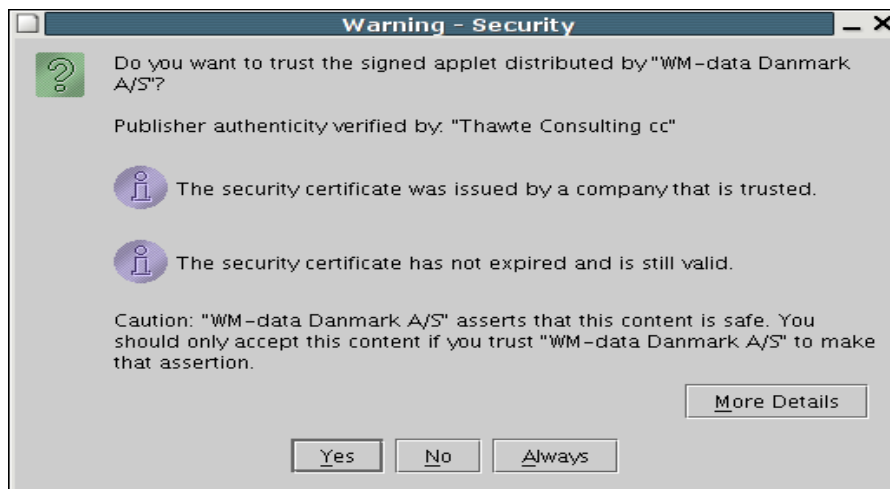 Warning - Security
Do you want to trust the signed applet distributed by "WM-data Danmark
A/S"?
Publisher authenticity verified by: "Thawte Consulting cc"
The security certificate was issued by a company that is trusted.
The security certificate has not expired and is still valid.
Caution: "WM-data Danmark A/S" asserts that this content is safe. You
should only accept this content if you trust "WM-data Danmark A/S" to make
that assertion.
More Details
Yes No Always